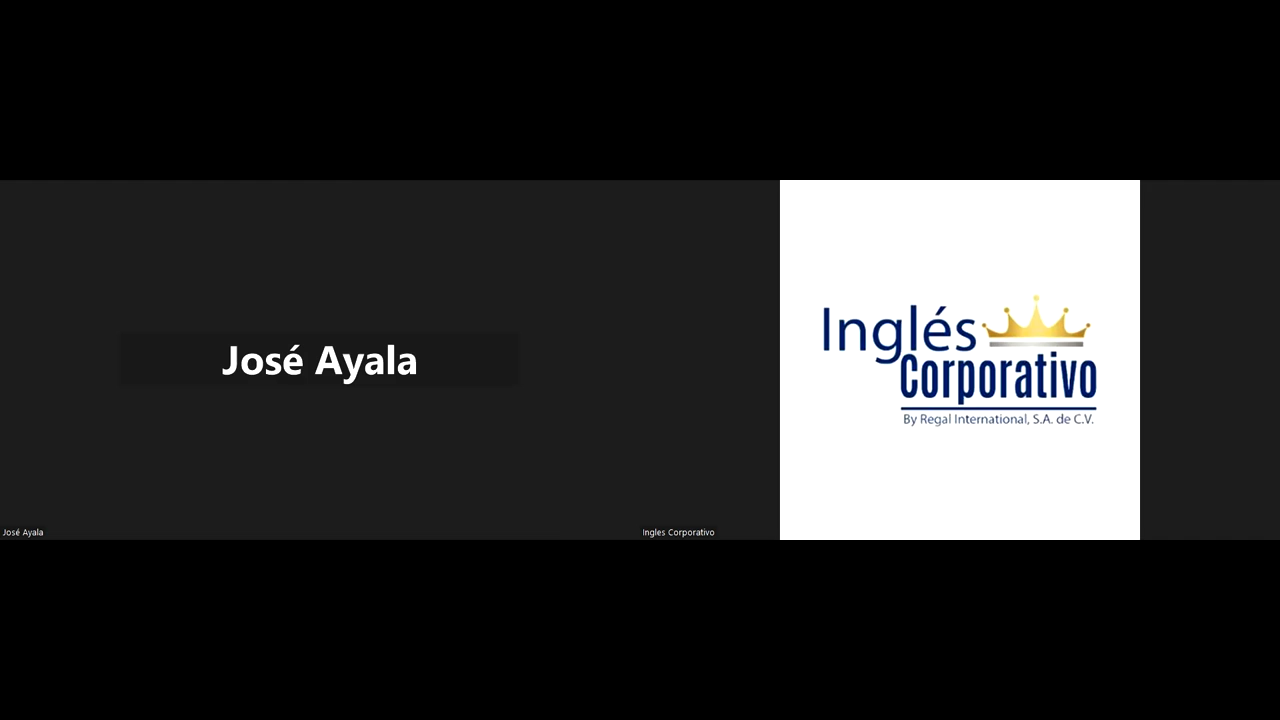 José Ayala
Inglés
Corporativo
By Regal International, S.A. de C.V.
José Ayala
Ingles Corporativo